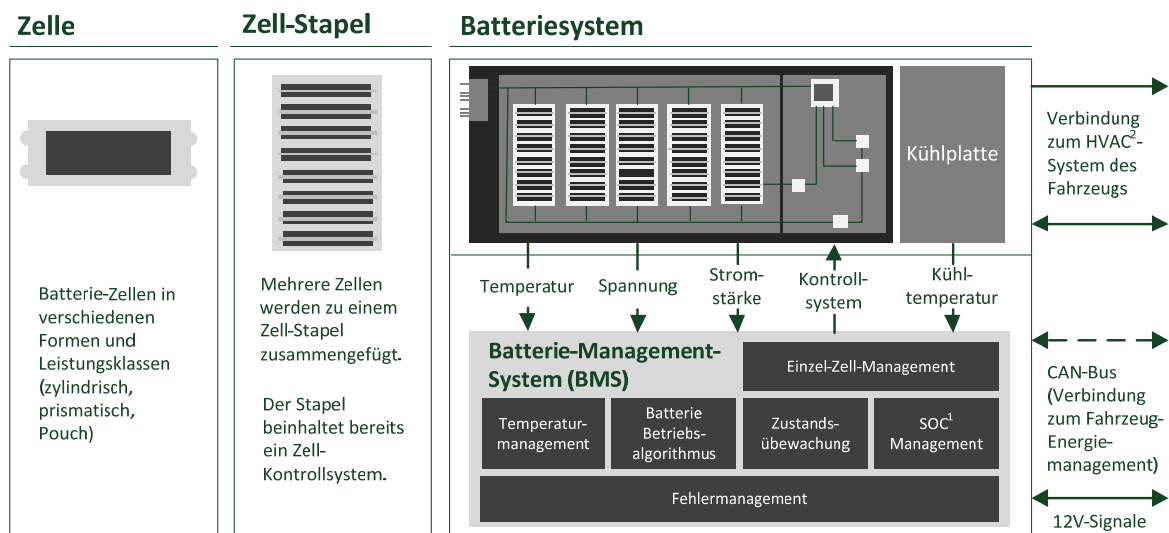 Zelle
Zell-Stapel
Batteriesystem
Batterie-Zellen in
verschiedenen
Formen und
Leistungsklassen
(zylindrisch,
prismatisch,
Pouch)
Mehrere Zellen
werden zu einem
Zell-Stapel
zusammengefügt.
Der Stapel
beinhaltet bereits
ein Zell-
Kontrollsystem.
Kühlplatte
Temperatur
Spannung
Strom-
stärke
Kontroll-
system
Kühl-
temperatur
Batterie-Management-
System (BMS)
Einzel-Zell-Management
Temperatur-
management
Batterie
Betriebs-
algorithmus
Zustands-
übewachung
SOC¹
Management
Fehlermanagement
Verbindung
zum HVAC²-
System des
Fahrzeugs
CAN-Bus
(Verbindung
zum Fahrzeug-
Energie-
management)
12V-Signale